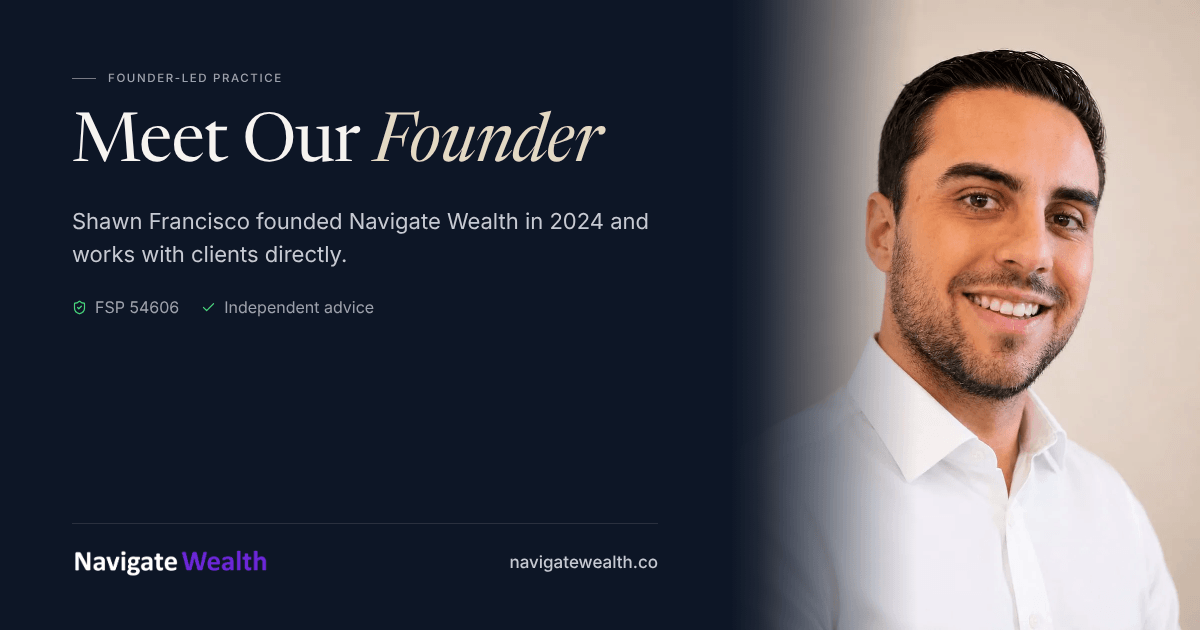 FOUNDER-LED PRACTICE
Meet Our Founder
Shawn Francisco founded Navigate Wealth in 2024 and
works with clients directly.
FSP 54606 Independent advice
Navigate Wealth navigatewealth.co